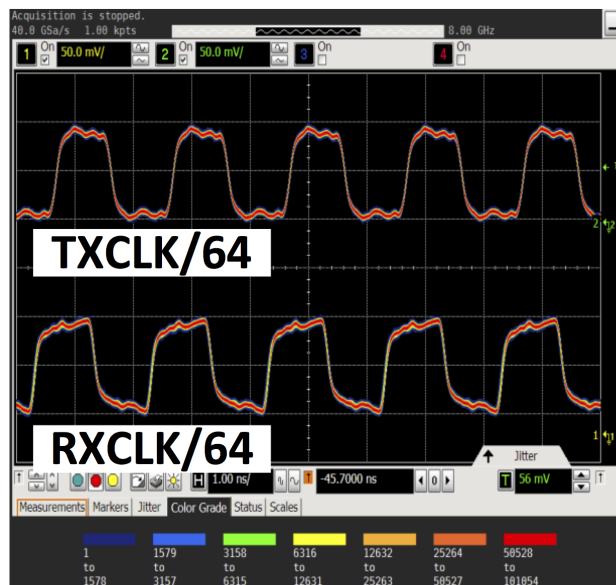 Acquisition is stopped.
40.0 GSa/s 1.00 kpts 8.00 GHz
1 On 50.0 mV/ 2 On 50.0 mV/ 3 On 4 On
2
TXCLK/64
RXCLK/64
1
Jitter
H 1.00 ns/ T -45.7000 ns 0 T 56 mV
Measurements Markers Jitter Color Grade Status Scales
1 1579 3158 6316 12632 25264 50528
to to to to to to to
1578 3157 6315 12631 25263 50527 101054